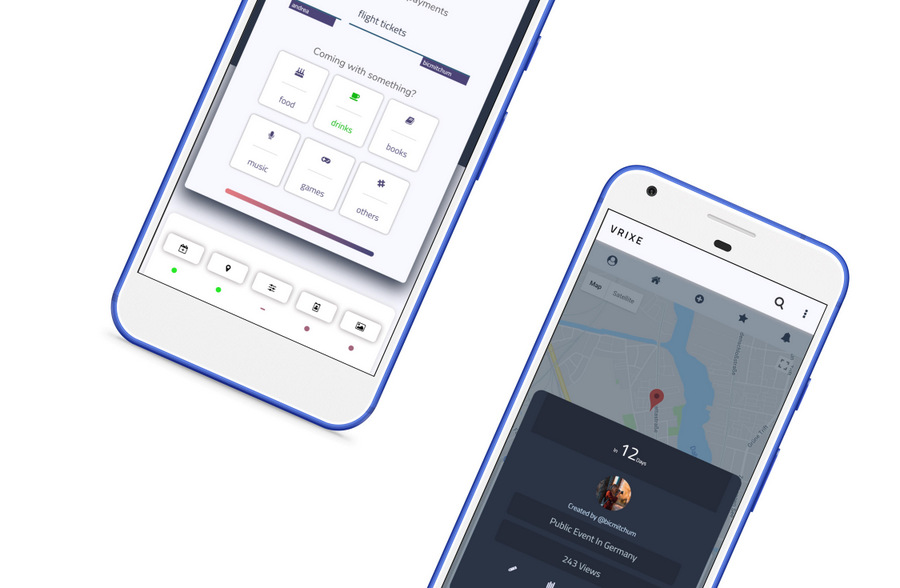 andrea
flight tickets
bicmitchum
Coming with something?
food
drinks
books
music
games
others
VRIXE
Map
Satellite
In 12 Days
Created by @bicmitchum
Public Event In Germany
243 Views